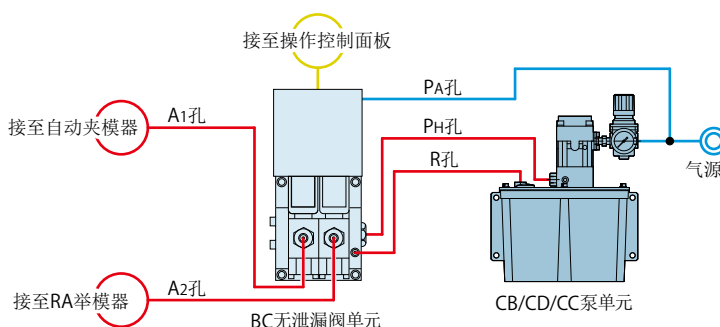 接至操作控制面板
PA孔
A1孔
接至自动夹模器
PH孔
R孔
气源
A2孔
接至RA举模器
BC无泄漏阀单元
CB/CD/CC泵单元